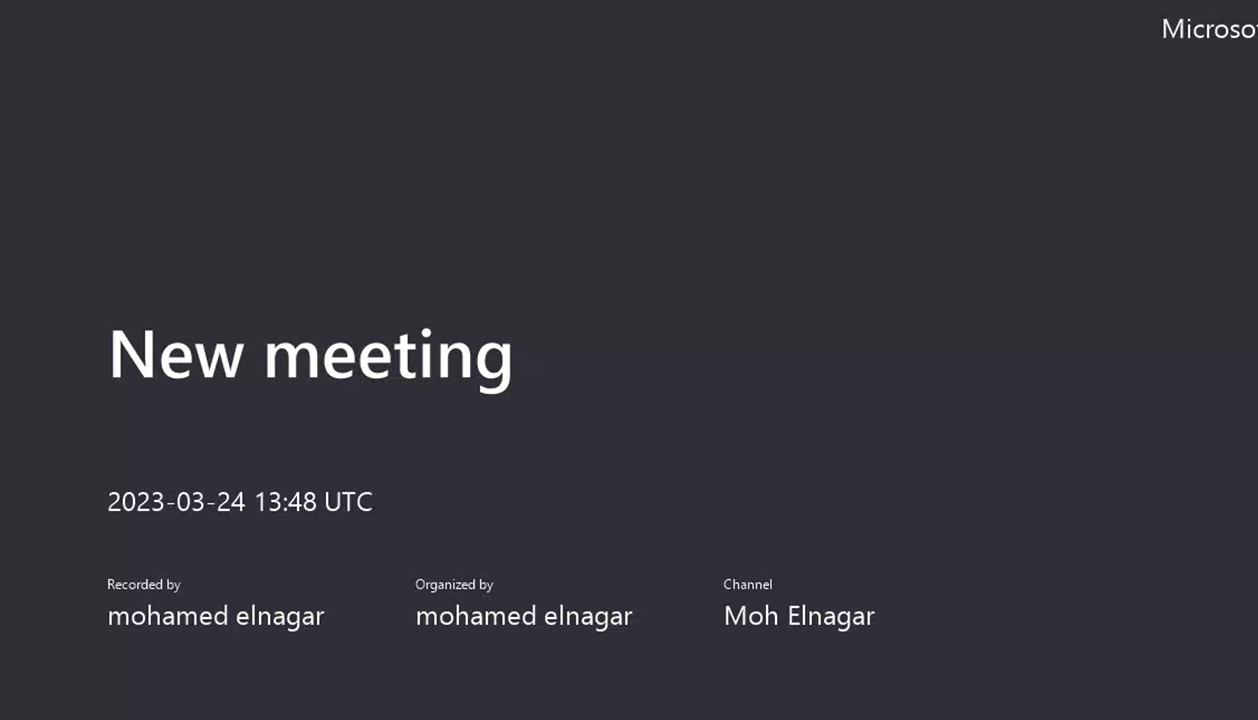 Microso
New meeting
2023-03-24 13:48 UTC
Recorded by
mohamed elnagar
Organized by
mohamed elnagar
Channel
Moh Elnagar